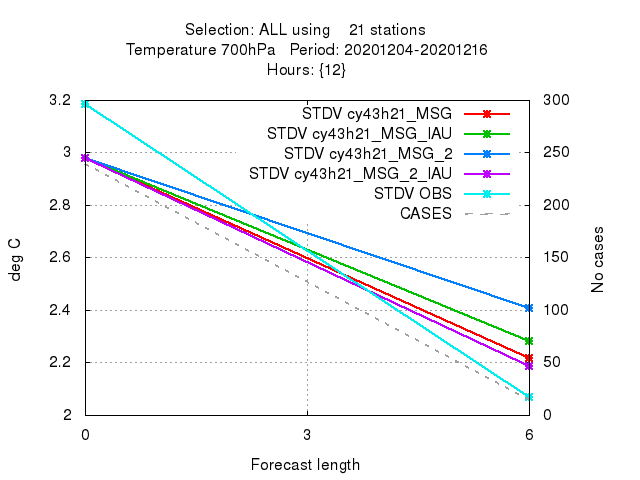 Selection: ALL using    21 stations
Temperature 700hPa   Period: 20201204-20201216
Hours: {12}
3.2
3
2.8
2.6
2.4
2.2
2
300
250
200
150
100
50
0
0
3
6
deg C
No cases
Forecast length
STDV cy43h21_MSG
STDV cy43h21_MSG_IAU
STDV cy43h21_MSG_2
STDV cy43h21_MSG_2_IAU
STDV OBS
CASES